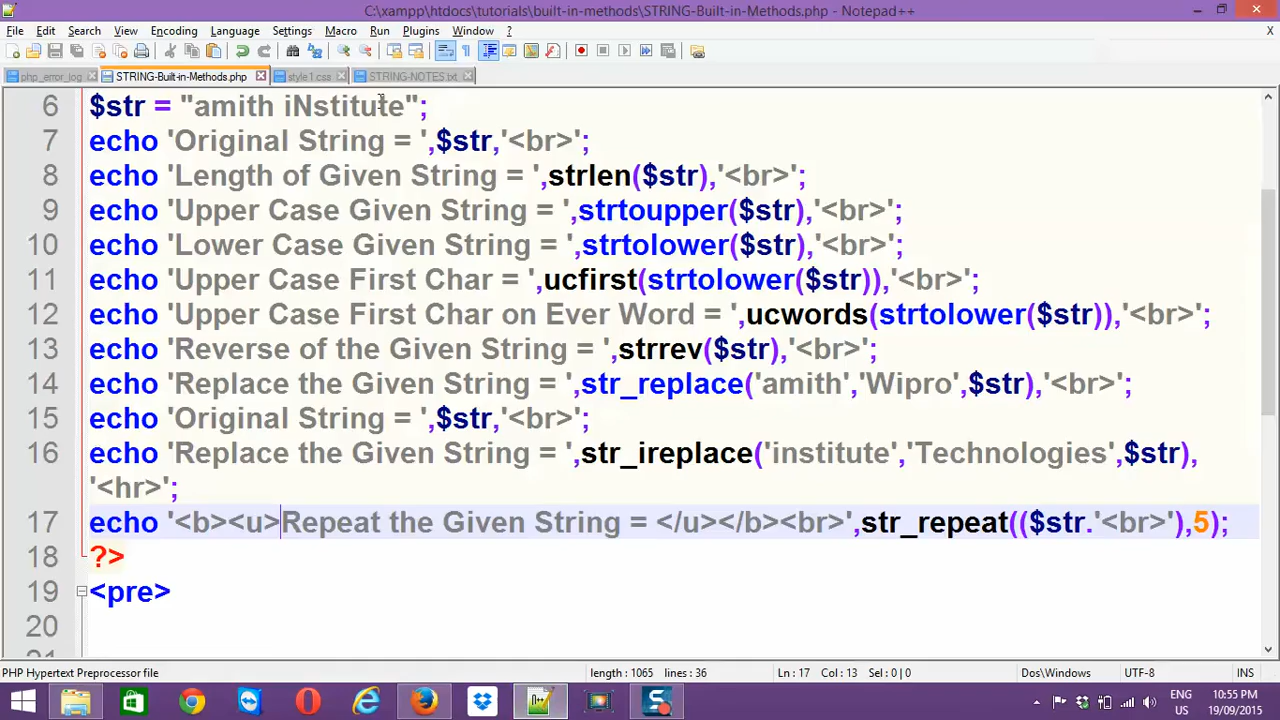 C:\xampp\htdocs\tutorials\built-in-methods\STRING-Built-in-Methods.php - Notepad++
File Edit Search View Encoding Language Settings Macro Run Plugins Window ? X
php_error_log STRING-Built-in-Methods.php style1 css STRING-NOTES txt
6 $str = "amith iNstitute";
7 echo 'Original String = ',$str,'<br>';
8 echo 'Length of Given String = ',strlen($str),'<br>';
9 echo 'Upper Case Given String = ',strtoupper($str),'<br>';
10 echo 'Lower Case Given String = ',strtolower($str),'<br>';
11 echo 'Upper Case First Char = ',ucfirst(strtolower($str)),'<br>';
12 echo 'Upper Case First Char on Ever Word = ',ucwords(strtolower($str)),'<br>';
13 echo 'Reverse of the Given String = ',strrev($str),'<br>';
14 echo 'Replace the Given String = ',str_replace('amith','Wipro',$str),'<br>';
15 echo 'Original String = ',$str,'<br>';
16 echo 'Replace the Given String = ',str_ireplace('institute','Technologies',$str),
'<hr>';
17 echo '<b><u>Repeat the Given String = </u></b><br>',str_repeat(($str.'<br>'),5);
18 ?>
19 <pre>
20
PHP Hypertext Preprocessor file length : 1065 lines : 36 Ln : 17 Col : 13 Sel : 0 | 0 Dos\Windows UTF-8 INS
ENG 10:55 PM
US 19/09/2015